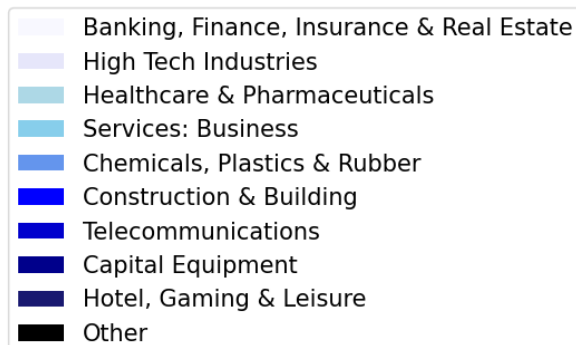 Banking, Finance, Insurance & Real Estate
High Tech Industries
Healthcare & Pharmaceuticals
Services: Business
Chemicals, Plastics & Rubber
Construction & Building
Telecommunications
Capital Equipment
Hotel, Gaming & Leisure
Other